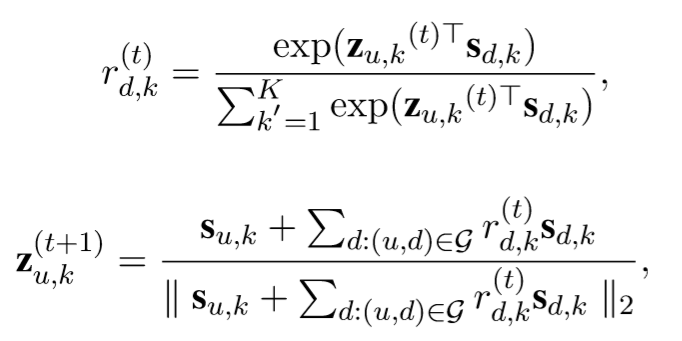 r_{d,k}^{(t)} = \frac{\exp(\mathbf{z}_{u,k}{}^{(t)\top}\mathbf{s}_{d,k})}{\sum_{k'=1}^{K} \exp(\mathbf{z}_{u,k}{}^{(t)\top}\mathbf{s}_{d,k})},
\mathbf{z}_{u,k}^{(t+1)} = \frac{\mathbf{s}_{u,k} + \sum_{d:(u,d)\in\mathcal{G}} r_{d,k}^{(t)}\mathbf{s}_{d,k}}{\| \mathbf{s}_{u,k} + \sum_{d:(u,d)\in\mathcal{G}} r_{d,k}^{(t)}\mathbf{s}_{d,k} \|_2},